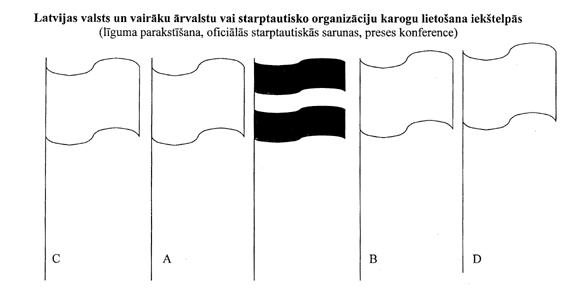 Latvijas valsts un vairāku ārvalstu vai starptautisko organizāciju karogu lietošana iekštelpās
(līguma parakstīšana, oficiālās starptautiskās sarunas, preses konference)
C A B D